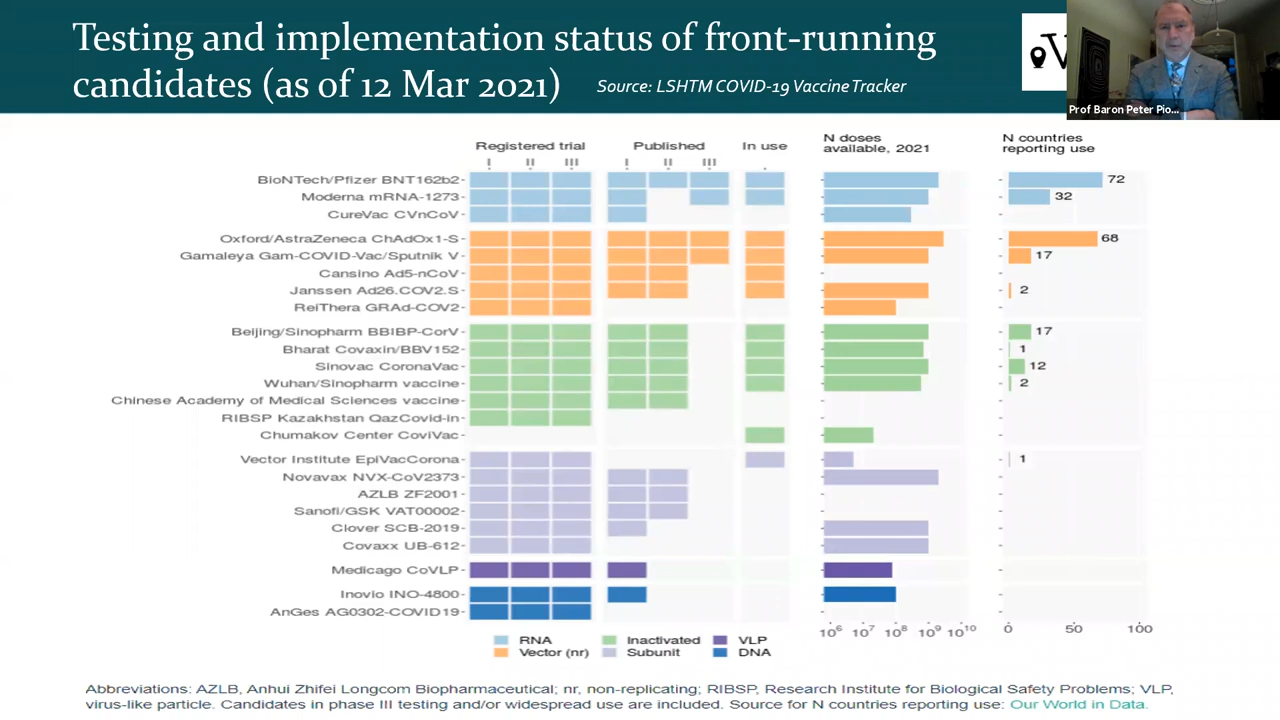 Testing and implementation status of front-running
candidates (as of 12 Mar 2021) Source: LSHTM COVID-19 Vaccine Tracker
V
Prof Baron Peter Pio...
Registered trial Published In use N doses available, 2021 N countries reporting use
I II III I II III
BioNTech/Pfizer BNT162b2 72
Moderna mRNA-1273 32
CureVac CVnCoV
Oxford/AstraZeneca ChAdOx1-S 68
Gamaleya Gam-COVID-Vac/Sputnik V 17
Cansino Ad5-nCoV
Janssen Ad26.COV2.S 2
ReiThera GRAd-COV2
Beijing/Sinopharm BBIBP-CorV 17
Bharat Covaxin/BBV152 1
Sinovac CoronaVac 12
Wuhan/Sinopharm vaccine 2
Chinese Academy of Medical Sciences vaccine
RIBSP Kazakhstan QazCovid-in
Chumakov Center CoviVac
Vector Institute EpiVacCorona 1
Novavax NVX-CoV2373
AZLB ZF2001
Sanofi/GSK VAT00002
Clover SCB-2019
Covaxx UB-612
Medicago CoVLP
Inovio INO-4800
AnGes AG0302-COVID19
10⁶ 10⁷ 10⁸ 10⁹ 10¹⁰ 0 50 100
RNA Inactivated VLP
Vector (nr) Subunit DNA
Abbreviations: AZLB, Anhui Zhifei Longcom Biopharmaceutical; nr, non-replicating; RIBSP, Research Institute for Biological Safety Problems; VLP,
virus-like particle. Candidates in phase III testing and/or widespread use are included. Source for N countries reporting use: Our World in Data.